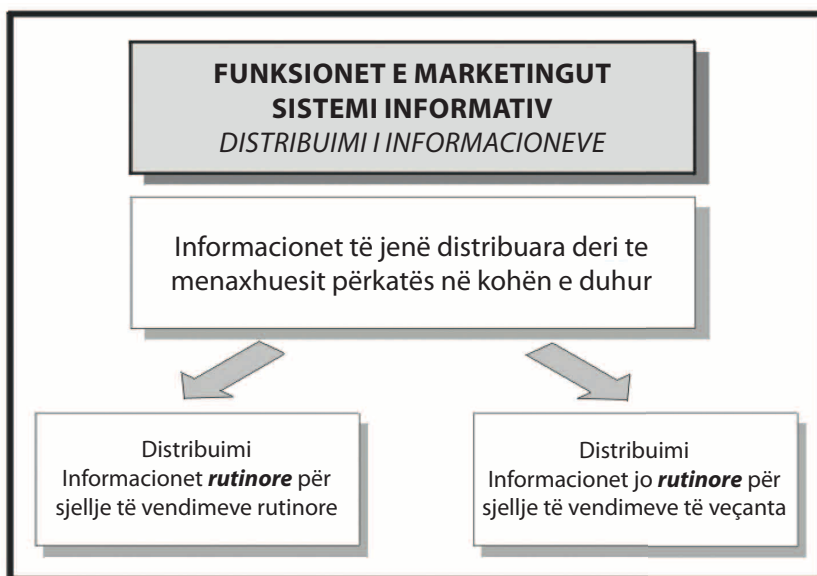 FUNKSIONET E MARKETINGUT
SISTEMI INFORMATIV
DISTRIBUIMI I INFORMACIONEVE
Informacionet të jenë distribuara deri te
menaxhuesit përkatës në kohën e duhur
Distribuimi
Informacionet rutinore për
sjellje të vendimeve rutinore
Distribuimi
Informacionet jo rutinore për
sjellje të vendimeve të veçanta